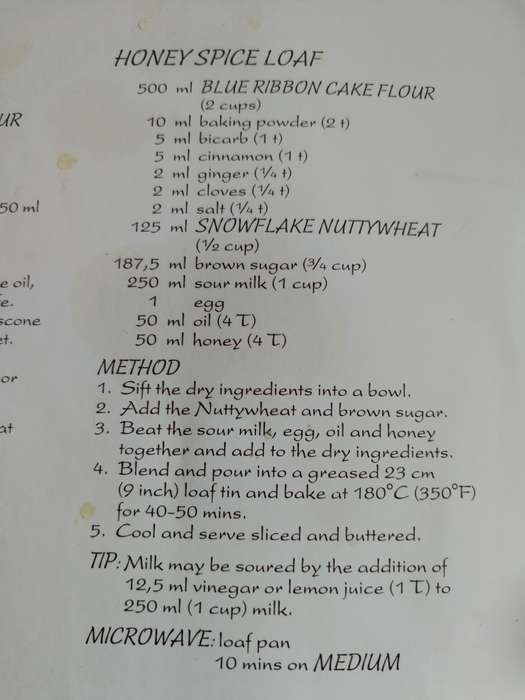 HONEY SPICE LOAF
500 ml BLUE RIBBON CAKE FLOUR
(2 cups)
10 ml baking powder (2 t)
5 ml bicarb (1 t)
5 ml cinnamon (1 t)
2 ml ginger (¼ t)
2 ml cloves (¼ t)
2 ml salt (¼ t)
125 ml SNOWFLAKE NUTTYWHEAT
(½ cup)
187,5 ml brown sugar (¾ cup)
250 ml sour milk (1 cup)
1 egg
50 ml oil (4 T)
50 ml honey (4 T)
METHOD
1. Sift the dry ingredients into a bowl.
2. Add the Nuttywheat and brown sugar.
3. Beat the sour milk, egg, oil and honey
together and add to the dry ingredients.
4. Blend and pour into a greased 23 cm
(9 inch) loaf tin and bake at 180°C (350°F)
for 40-50 mins.
5. Cool and serve sliced and buttered.
TIP: Milk may be soured by the addition of
12,5 ml vinegar or lemon juice (1 T) to
250 ml (1 cup) milk.
MICROWAVE: loaf pan
10 mins on MEDIUM
50 ml
oil,
scone
or